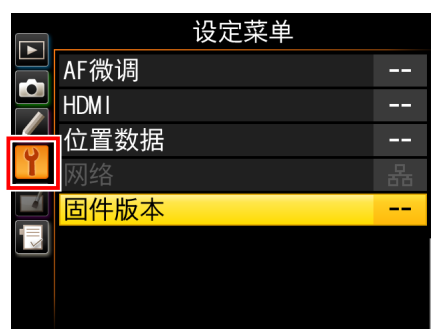 设定菜单
AF微调 --
HDMI --
位置数据 --
网络 品
固件版本 --